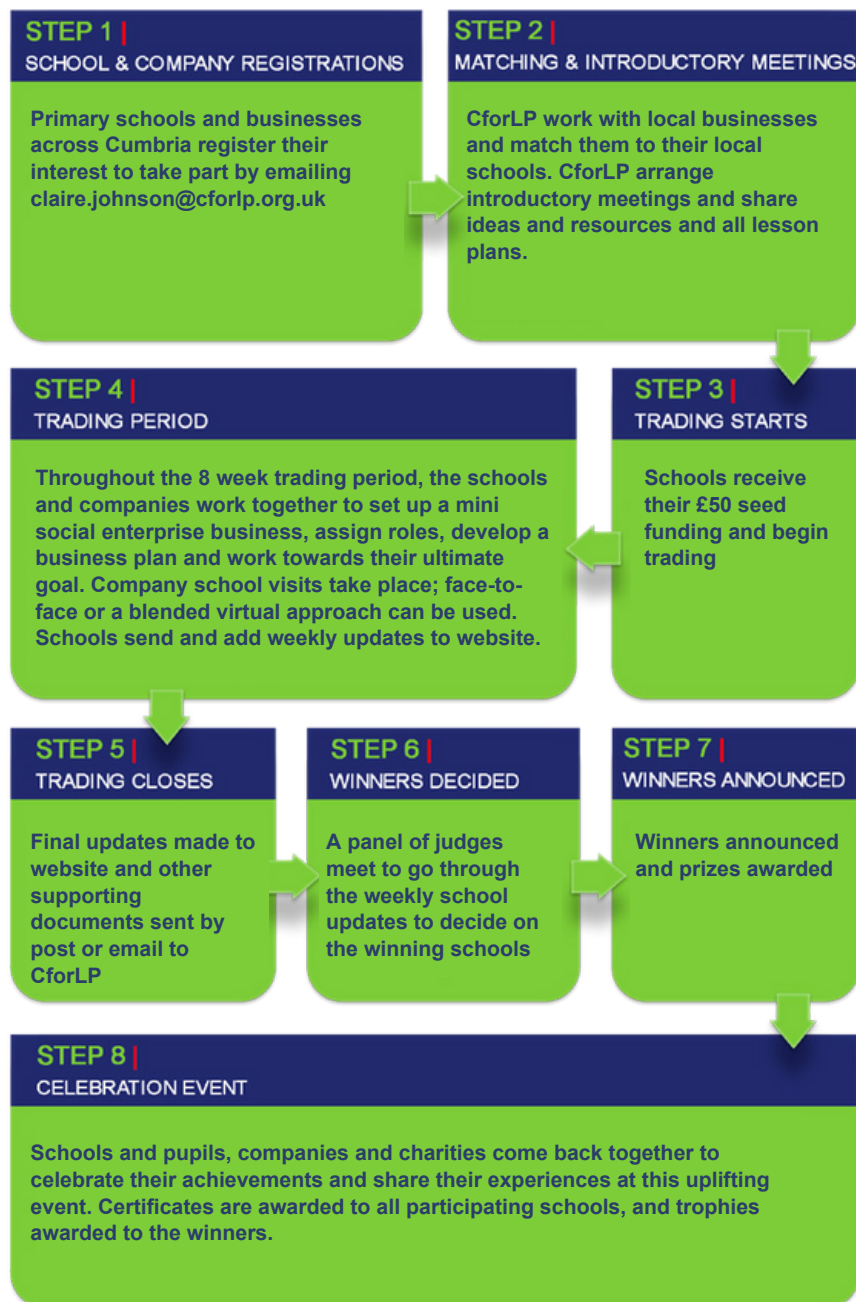 STEP 1 |
SCHOOL & COMPANY REGISTRATIONS
Primary schools and businesses
across Cumbria register their
interest to take part by emailing
claire.johnson@cforlp.org.uk
STEP 2 |
MATCHING & INTRODUCTORY MEETINGS
CforLP work with local businesses
and match them to their local
schools. CforLP arrange
introductory meetings and share
ideas and resources and all lesson
plans.
STEP 3 |
TRADING STARTS
Schools receive
their £50 seed
funding and begin
trading
STEP 4 |
TRADING PERIOD
Throughout the 8 week trading period, the schools
and companies work together to set up a mini
social enterprise business, assign roles, develop a
business plan and work towards their ultimate
goal. Company school visits take place; face-to-
face or a blended virtual approach can be used.
Schools send and add weekly updates to website.
STEP 5 |
TRADING CLOSES
Final updates made to
website and other
supporting
documents sent by
post or email to
CforLP
STEP 6 |
WINNERS DECIDED
A panel of judges
meet to go through
the weekly school
updates to decide on
the winning schools
STEP 7 |
WINNERS ANNOUNCED
Winners announced
and prizes awarded
STEP 8 |
CELEBRATION EVENT
Schools and pupils, companies and charities come back together to
celebrate their achievements and share their experiences at this uplifting
event. Certificates are awarded to all participating schools, and trophies
awarded to the winners.